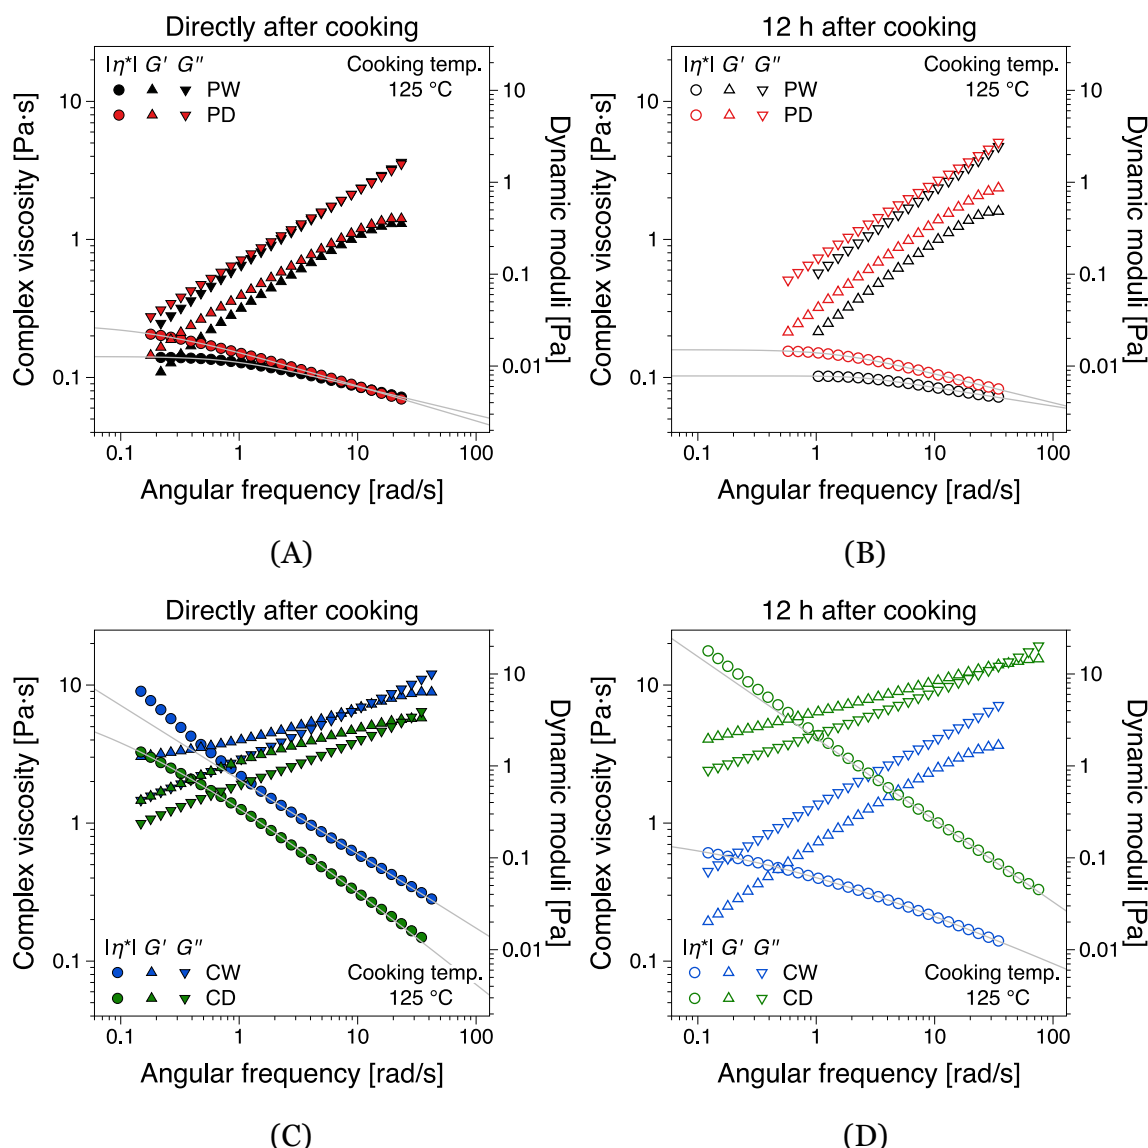 Directly after cooking
|η*| G′ G″
PW
PD
Cooking temp.
125 °C
10
1
0.1
Complex viscosity [Pa·s]
10
1
0.1
0.01
Dynamic moduli [Pa]
0.1 1 10 100
Angular frequency [rad/s]
(A)
12 h after cooking
|η*| G′ G″
PW
PD
Cooking temp.
125 °C
10
1
0.1
Complex viscosity [Pa·s]
10
1
0.1
0.01
Dynamic moduli [Pa]
0.1 1 10 100
Angular frequency [rad/s]
(B)
Directly after cooking
10
1
0.1
Complex viscosity [Pa·s]
10
1
0.1
0.01
Dynamic moduli [Pa]
|η*| G′ G″
CW
CD
Cooking temp.
125 °C
0.1 1 10 100
Angular frequency [rad/s]
(C)
12 h after cooking
10
1
0.1
Complex viscosity [Pa·s]
10
1
0.1
0.01
Dynamic moduli [Pa]
|η*| G′ G″
CW
CD
Cooking temp.
125 °C
0.1 1 10 100
Angular frequency [rad/s]
(D)